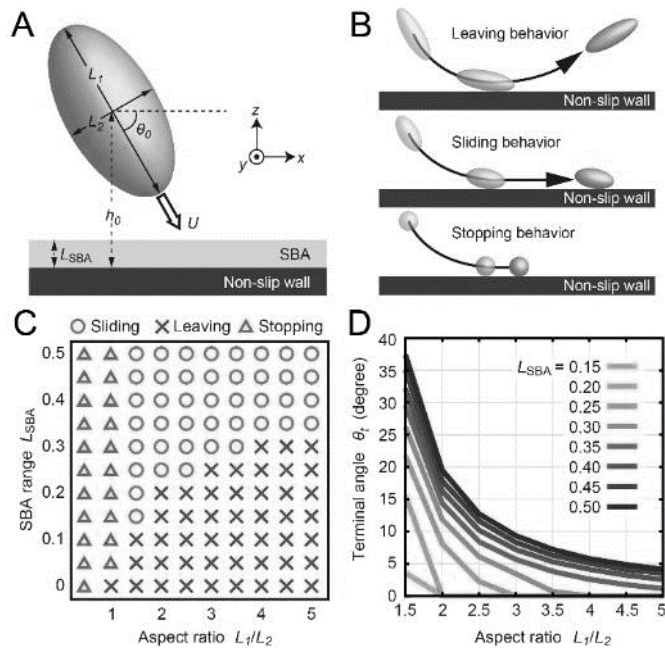 A
L₁
L₂
θ₀
h₀
U
z
y
x
L_SBA
SBA
Non-slip wall
B
Leaving behavior
Non-slip wall
Sliding behavior
Non-slip wall
Stopping behavior
Non-slip wall
C
Sliding Leaving Stopping
SBA range L_SBA
0.5
0.4
0.3
0.2
0.1
0
1 2 3 4 5
Aspect ratio L₁/L₂
D
Terminal angle θ_t (degree)
40
35
30
25
20
15
10
5
0
L_SBA = 0.15
0.20
0.25
0.30
0.35
0.40
0.45
0.50
1.5 2 2.5 3 3.5 4 4.5 5
Aspect ratio L₁/L₂